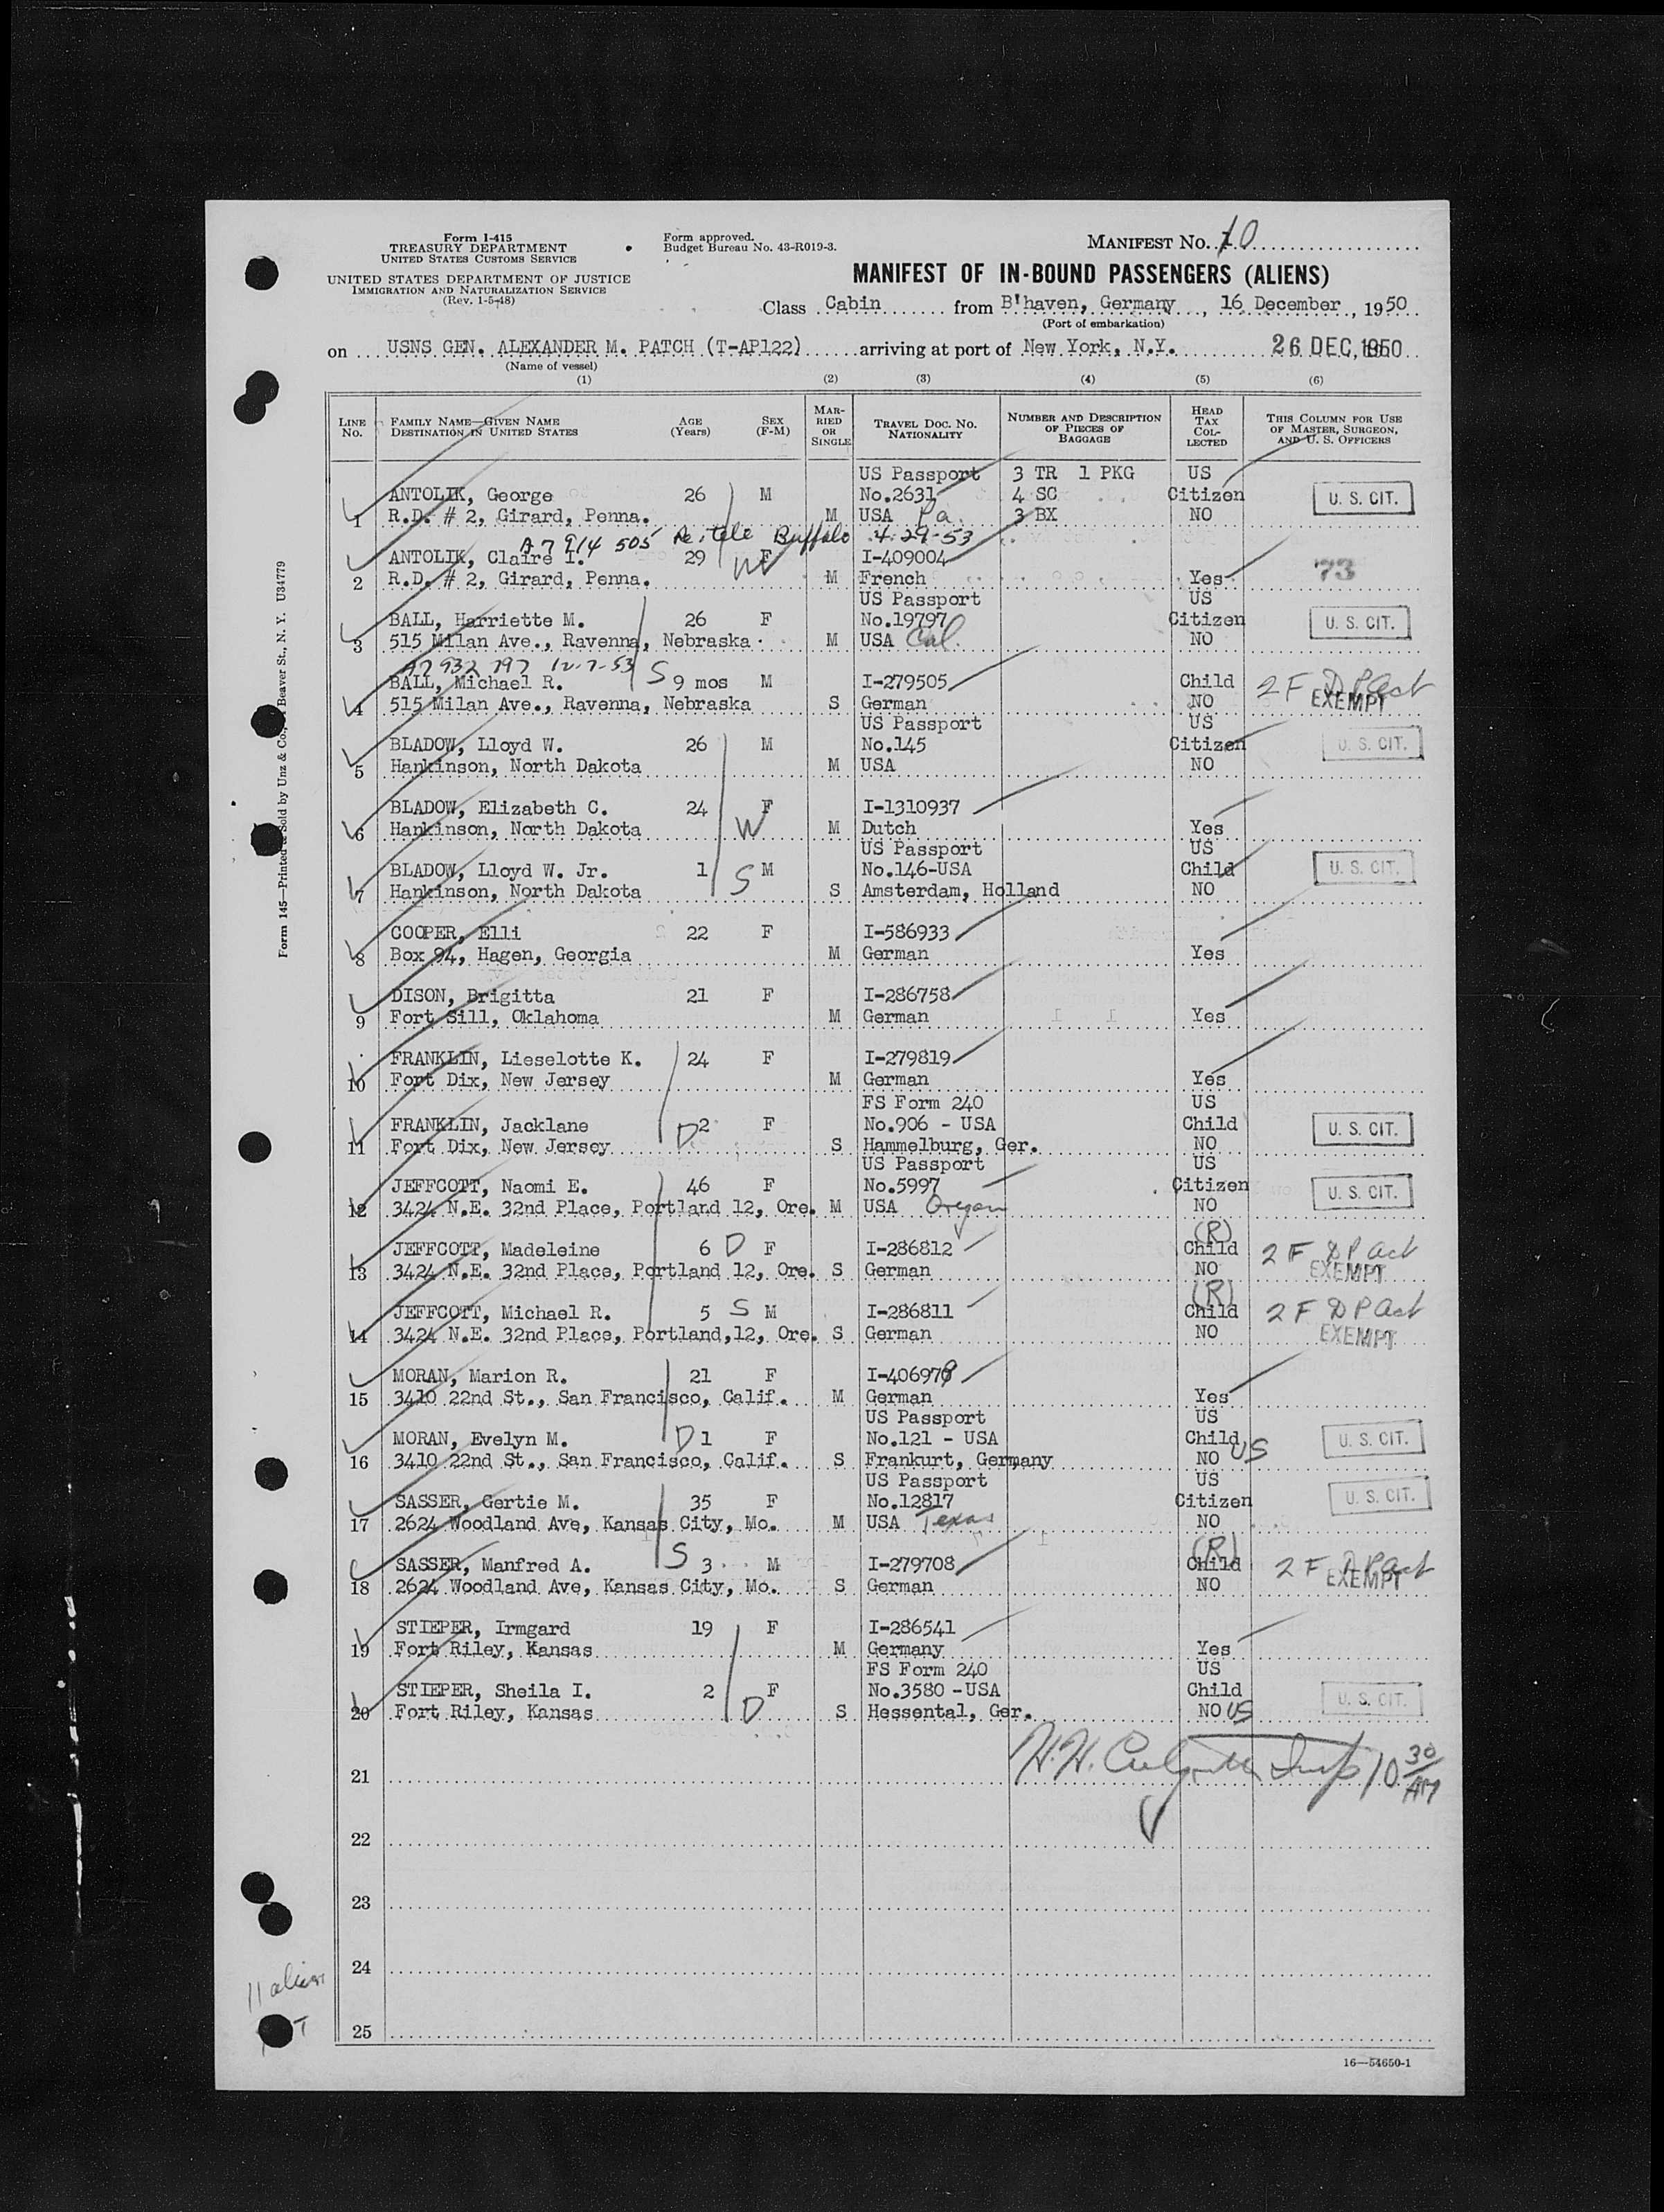 Form I-415
TREASURY DEPARTMENT
UNITED STATES CUSTOMS SERVICE
UNITED STATES DEPARTMENT OF JUSTICE
IMMIGRATION AND NATURALIZATION SERVICE
(Rev. 1-5-48)
Form approved.
Budget Bureau No. 43-R019-3.
MANIFEST No. 10
MANIFEST OF IN-BOUND PASSENGERS (ALIENS)
Class Cabin from B'haven, Germany, 16 December, 1950
(Port of embarkation)
on USNS GEN. ALEXANDER M. PATCH (T-AP122) arriving at port of New York, N.Y. 26 DEC, 1950
(Name of vessel)
(1) (2) (3) (4) (5) (6)
LINE No. FAMILY NAME—GIVEN NAME DESTINATION IN UNITED STATES AGE (Years) SEX (F-M) MARRIED OR SINGLE TRAVEL DOC. NO. NATIONALITY NUMBER AND DESCRIPTION OF PIECES OF BAGGAGE HEAD TAX COLLECTED THIS COLUMN FOR USE OF MASTER, SURGEON, AND U. S. OFFICERS
US Passport 3 TR 1 PKG US
ANTOLIK, George 26 M No.2631 4 SC Citizen U. S. CIT.
1 R.D. # 2, Girard, Penna. M USA Pa. 3 BX NO
A7 914 505 Buffalo 4-29-53
ANTOLIK, Claire I. 29 F W I-409004
2 R.D. # 2, Girard, Penna. M French Yes 73
US Passport US
BALL, Harriette M. 26 F No.19797 Citizen U. S. CIT.
3 515 Milan Ave., Ravenna, Nebraska M USA Cal. NO
A7 932 797 12-7-53
BALL, Michael R. S 9 mos M I-279505 Child 2 F D P Act
4 515 Milan Ave., Ravenna, Nebraska S German NO EXEMPT
US Passport US
BLADOW, Lloyd W. 26 M No.145 Citizen U. S. CIT.
5 Hankinson, North Dakota M USA NO
BLADOW, Elizabeth C. 24 F I-1310937
6 Hankinson, North Dakota W M Dutch Yes
US Passport US
BLADOW, Lloyd W. Jr. 1 S M No.146-USA Child U. S. CIT.
7 Hankinson, North Dakota S Amsterdam, Holland NO
COOPER, Elli 22 F I-586933
8 Box 94, Hagen, Georgia M German Yes
DISON, Brigitta 21 F I-286758
9 Fort Sill, Oklahoma M German Yes
FRANKLIN, Lieselotte K. 24 F I-279819
10 Fort Dix, New Jersey M German Yes
FS Form 240 US
FRANKLIN, Jacklane D 2 F No.906 - USA Child U. S. CIT.
11 Fort Dix, New Jersey S Hammelburg, Ger. NO
US Passport US
JEFFCOTT, Naomi E. 46 F No.5997 Citizen U. S. CIT.
12 3424 N.E. 32nd Place, Portland 12, Ore. M USA Oregon NO
(R)
JEFFCOTT, Madeleine 6 D F I-286812 Child 2 F D P Act
13 3424 N.E. 32nd Place, Portland 12, Ore. S German NO EXEMPT
(R)
JEFFCOTT, Michael R. 5 S M I-286811 Child 2 F D P Act
14 3424 N.E. 32nd Place, Portland,12, Ore. S German NO EXEMPT
MORAN, Marion R. 21 F I-406979
15 3410 22nd St., San Francisco, Calif. M German Yes
US Passport US
MORAN, Evelyn M. D 1 F No.121 - USA Child U. S. CIT.
16 3410 22nd St., San Francisco, Calif. S Frankurt, Germany NO US
US Passport US
SASSER, Gertie M. 35 F No.12817 Citizen U. S. CIT.
17 2624 Woodland Ave, Kansas City, Mo. M USA Texas NO
(R)
SASSER, Manfred A. S 3 M I-279708 Child 2 F D P Act
18 2624 Woodland Ave, Kansas City, Mo. S German NO EXEMPT
STIEPER, Irmgard 19 F I-286541
19 Fort Riley, Kansas M Germany Yes
FS Form 240 US
STIEPER, Sheila I. 2 F No.3580 -USA Child U. S. CIT.
20 Fort Riley, Kansas D S Hessental, Ger. NO US
H.H. Insp 10 30 AM
21
22
23
24
25
11 alien
16—54650-1
Form 145—Printed & Sold by Unz & Co., Beaver St., N. Y. U34779